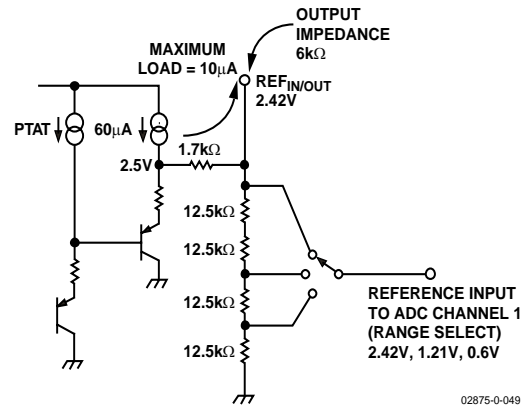 OUTPUT
IMPEDANCE
6kΩ
MAXIMUM
LOAD = 10μA
REFIN/OUT
2.42V
PTAT
60μA
1.7kΩ
2.5V
12.5kΩ
12.5kΩ
12.5kΩ
12.5kΩ
REFERENCE INPUT
TO ADC CHANNEL 1
(RANGE SELECT)
2.42V, 1.21V, 0.6V
02875-0-049